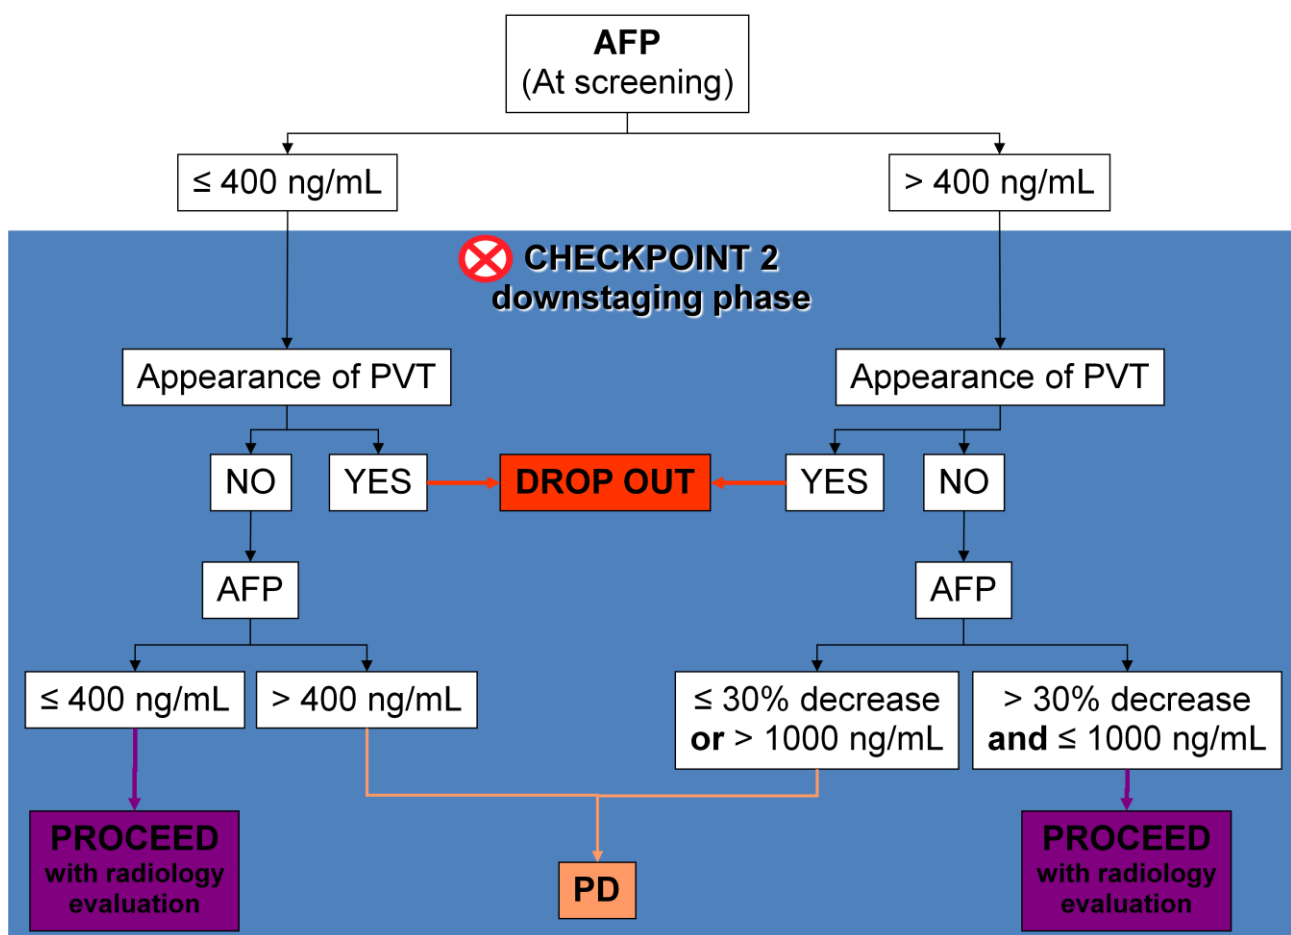 AFP
(At screening)
≤ 400 ng/mL
> 400 ng/mL
CHECKPOINT 2
downstaging phase
Appearance of PVT
Appearance of PVT
NO
YES
DROP OUT
YES
NO
AFP
AFP
≤ 400 ng/mL
> 400 ng/mL
≤ 30% decrease
or > 1000 ng/mL
> 30% decrease
and ≤ 1000 ng/mL
PROCEED
with radiology
evaluation
PD
PROCEED
with radiology
evaluation